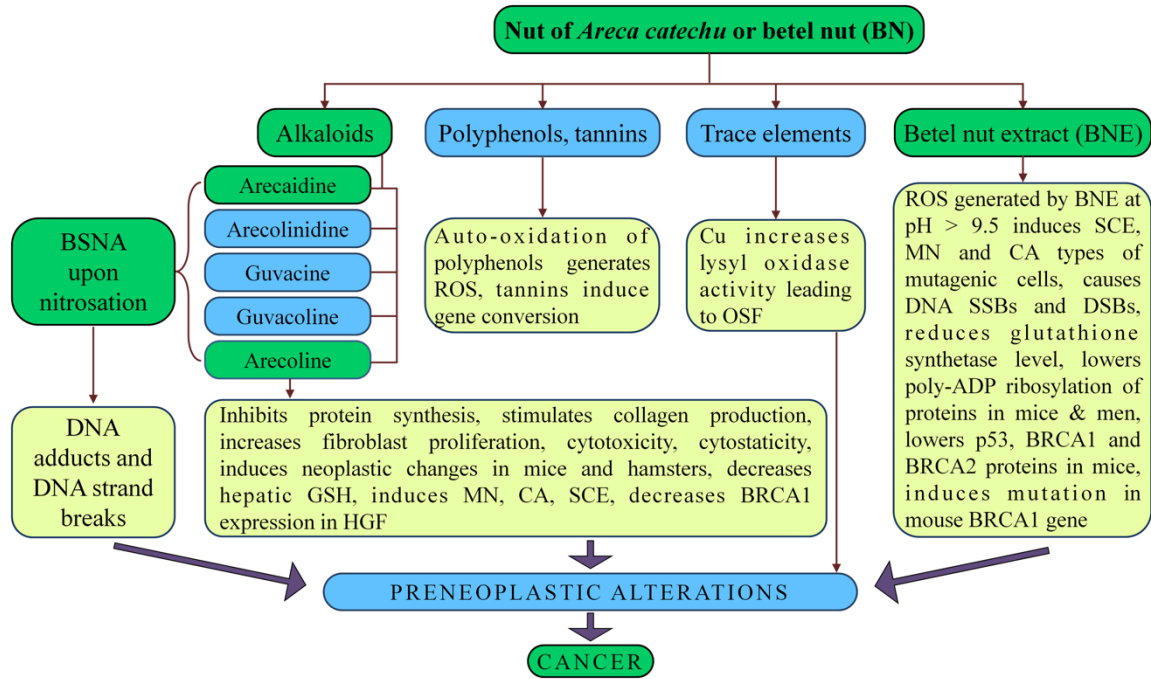 Nut of Areca catechu or betel nut (BN)
Alkaloids
Polyphenols, tannins
Trace elements
Betel nut extract (BNE)
Arecaidine
Arecolinidine
Guvacine
Guvacoline
Arecoline
BSNA
upon
nitrosation
Auto-oxidation of
polyphenols generates
ROS, tannins induce
gene conversion
Cu increases
lysyl oxidase
activity leading
to OSF
ROS generated by BNE at
pH > 9.5 induces SCE,
MN and CA types of
mutagenic cells, causes
DNA SSBs and DSBs,
reduces glutathione
synthetase level, lowers
poly-ADP ribosylation of
proteins in mice & men,
lowers p53, BRCA1 and
BRCA2 proteins in mice,
induces mutation in
mouse BRCA1 gene
DNA
adducts and
DNA strand
breaks
Inhibits protein synthesis, stimulates collagen production,
increases fibroblast proliferation, cytotoxicity, cytostaticity,
induces neoplastic changes in mice and hamsters, decreases
hepatic GSH, induces MN, CA, SCE, decreases BRCA1
expression in HGF
PRENEOPLASTIC ALTERATIONS
CANCER